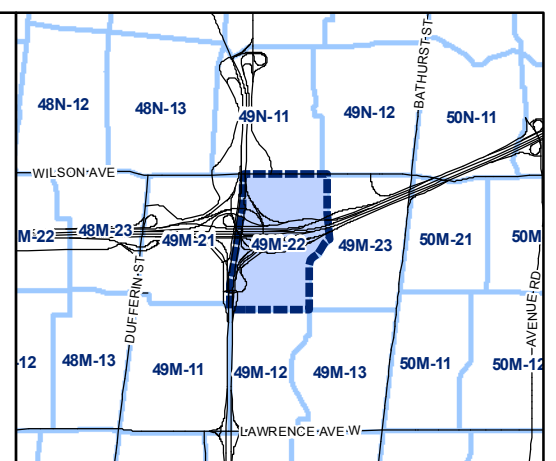 BATHURST ST
48N-12
48N-13
49N-11
49N-12
50N-11
WILSON AVE
M-22
48M-23
49M-21
49M-22
49M-23
50M-21
50M
DUFFERIN ST
AVENUE RD
-12
48M-13
49M-11
49M-12
49M-13
50M-11
50M-12
LAWRENCE AVE W